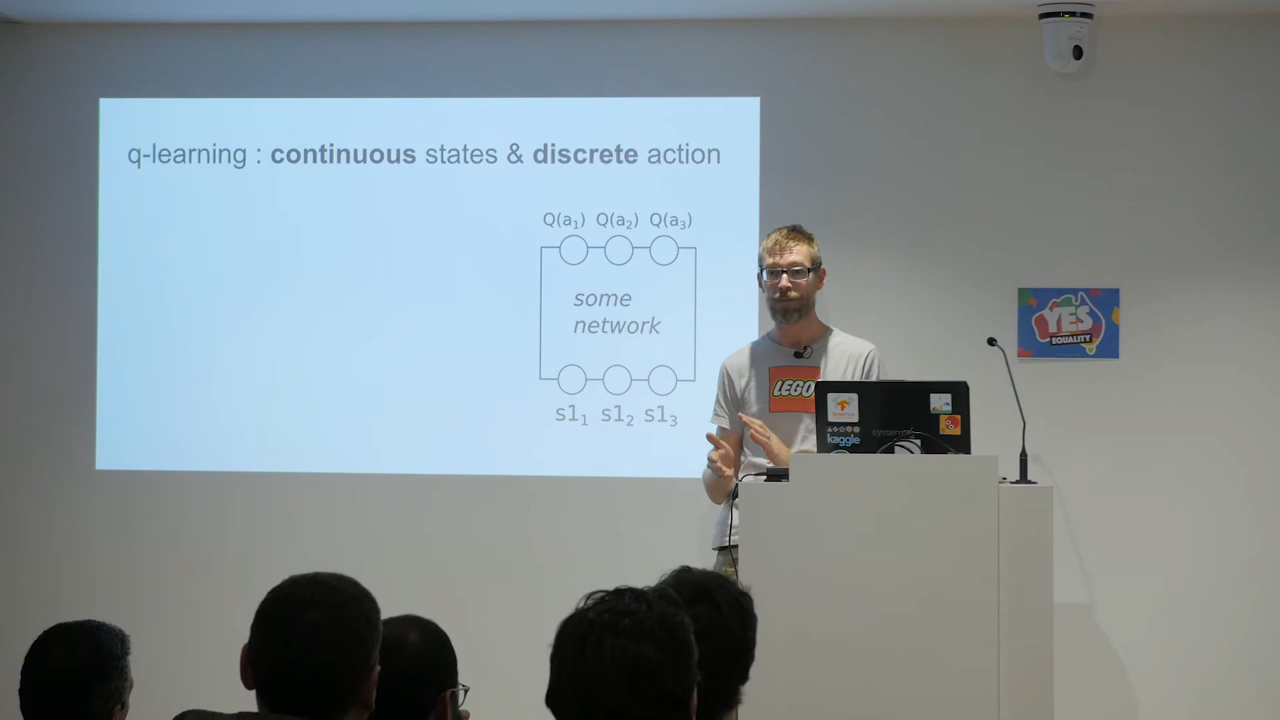 q-learning : continuous states & discrete action
Q(a₁) Q(a₂) Q(a₃)
some
network
s1₁ s1₂ s1₃
LEGO
kaggle
YES
EQUALITY